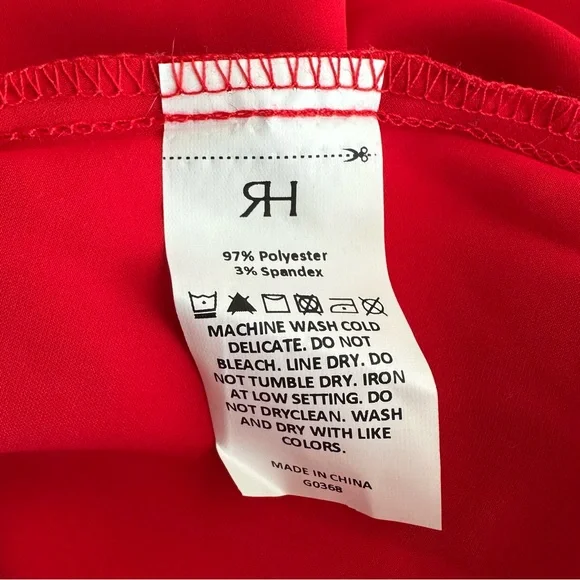 RH
97% Polyester
3% Spandex
MACHINE WASH COLD
DELICATE. DO NOT
BLEACH. LINE DRY. DO
NOT TUMBLE DRY. IRON
AT LOW SETTING. DO
NOT DRYCLEAN. WASH
AND DRY WITH LIKE
COLORS.
MADE IN CHINA
G0368